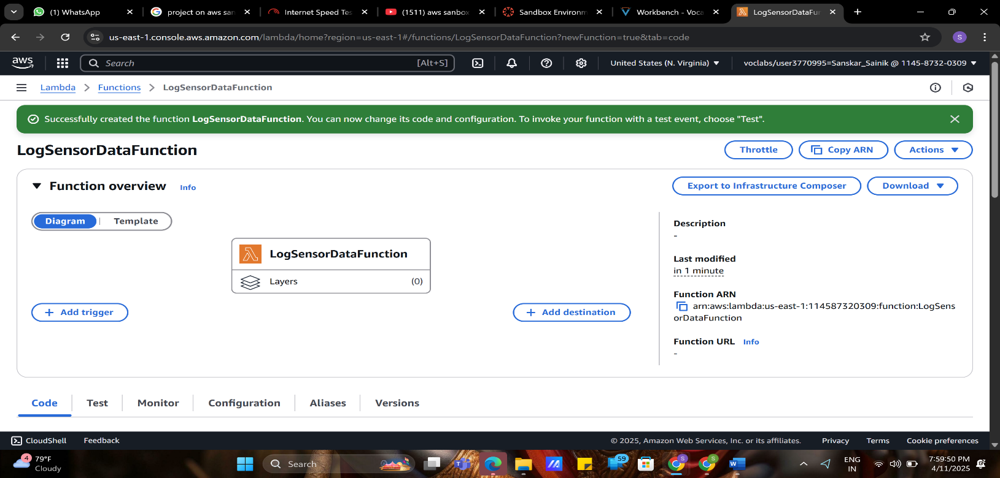 (1) WhatsApp
project on aws san
Internet Speed Tes
(1511) aws sanbox
Sandbox Environm
Workbench - Voca
LogSensorDataFun
us-east-1.console.aws.amazon.com/lambda/home?region=us-east-1#/functions/LogSensorDataFunction?newFunction=true&tab=code
S
aws
Search
[Alt+S]
United States (N. Virginia)
voclabs/user3770995=Sanskar_Sainik @ 1145-8732-0309
Lambda > Functions > LogSensorDataFunction
Successfully created the function LogSensorDataFunction. You can now change its code and configuration. To invoke your function with a test event, choose "Test".
LogSensorDataFunction
Throttle
Copy ARN
Actions
Function overview Info
Export to Infrastructure Composer
Download
Diagram
Template
LogSensorDataFunction
Layers (0)
+ Add trigger
+ Add destination
Description
-
Last modified
in 1 minute
Function ARN
arn:aws:lambda:us-east-1:114587320309:function:LogSens
orDataFunction
Function URL Info
-
Code
Test
Monitor
Configuration
Aliases
Versions
CloudShell
Feedback
© 2025, Amazon Web Services, Inc. or its affiliates.
Privacy
Terms
Cookie preferences
4
79°F
Cloudy
Search
59
S
S
W
ENG
IN
7:59:50 PM
4/11/2025